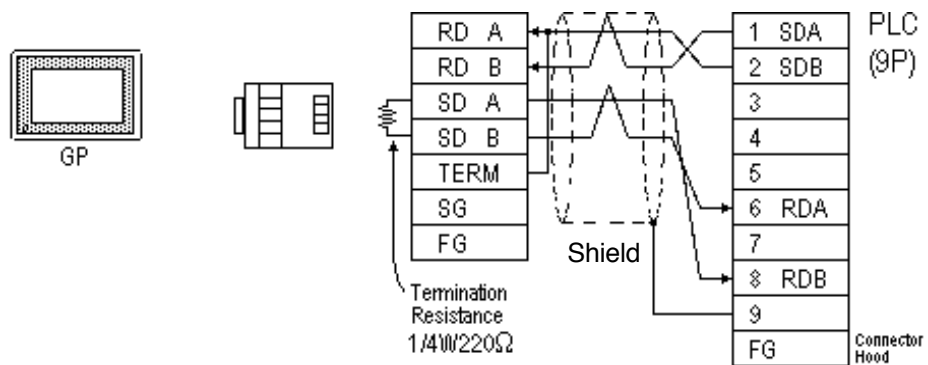 GP
RD A
RD B
SD A
SD B
TERM
SG
FG
Termination
Resistance
1/4W/220Ω
Shield
1 SDA
2 SDB
3
4
5
6 RDA
7
8 RDB
9
FG
PLC
(9P)
Connector
Hood